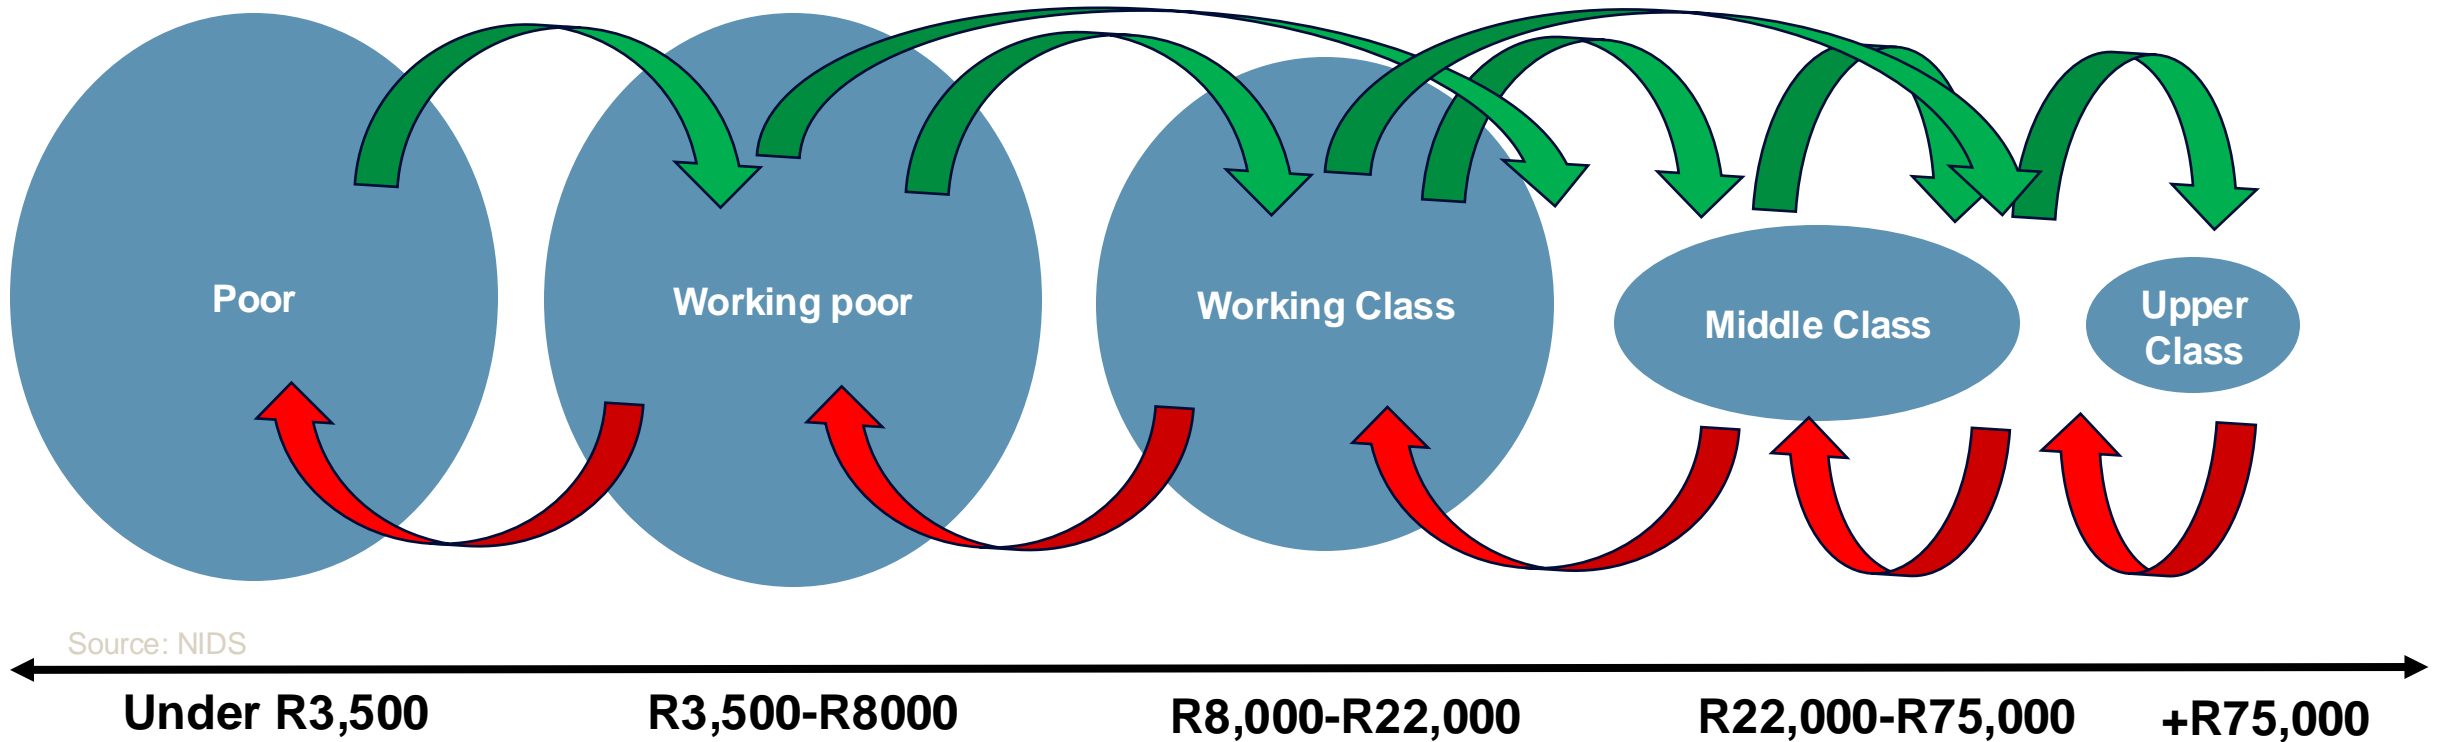 Poor
Working poor
Working Class
Middle Class
Upper
Class
Source: NIDS
Under R3,500
R3,500-R8000
R8,000-R22,000
R22,000-R75,000
+R75,000